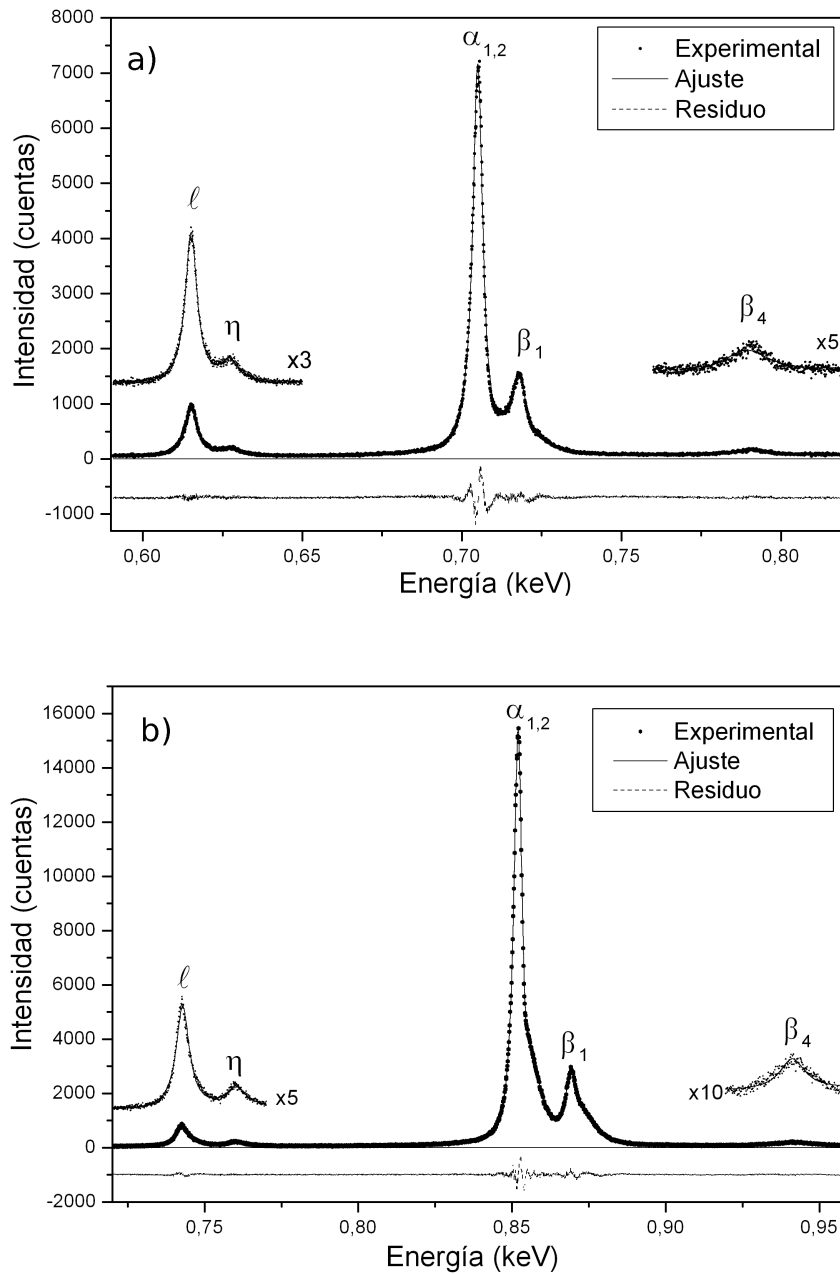 a)
α1,2
Experimental
Ajuste
Residuo
ℓ
η
x3
β1
β4
x5
8000
7000
6000
5000
4000
3000
2000
1000
0
-1000
Intensidad (cuentas)
0,60
0,65
0,70
0,75
0,80
Energía (keV)
b)
α1,2
Experimental
Ajuste
Residuo
ℓ
η
x5
β1
β4
x10
16000
14000
12000
10000
8000
6000
4000
2000
0
-2000
Intensidad (cuentas)
0,75
0,80
0,85
0,90
0,95
Energía (keV)